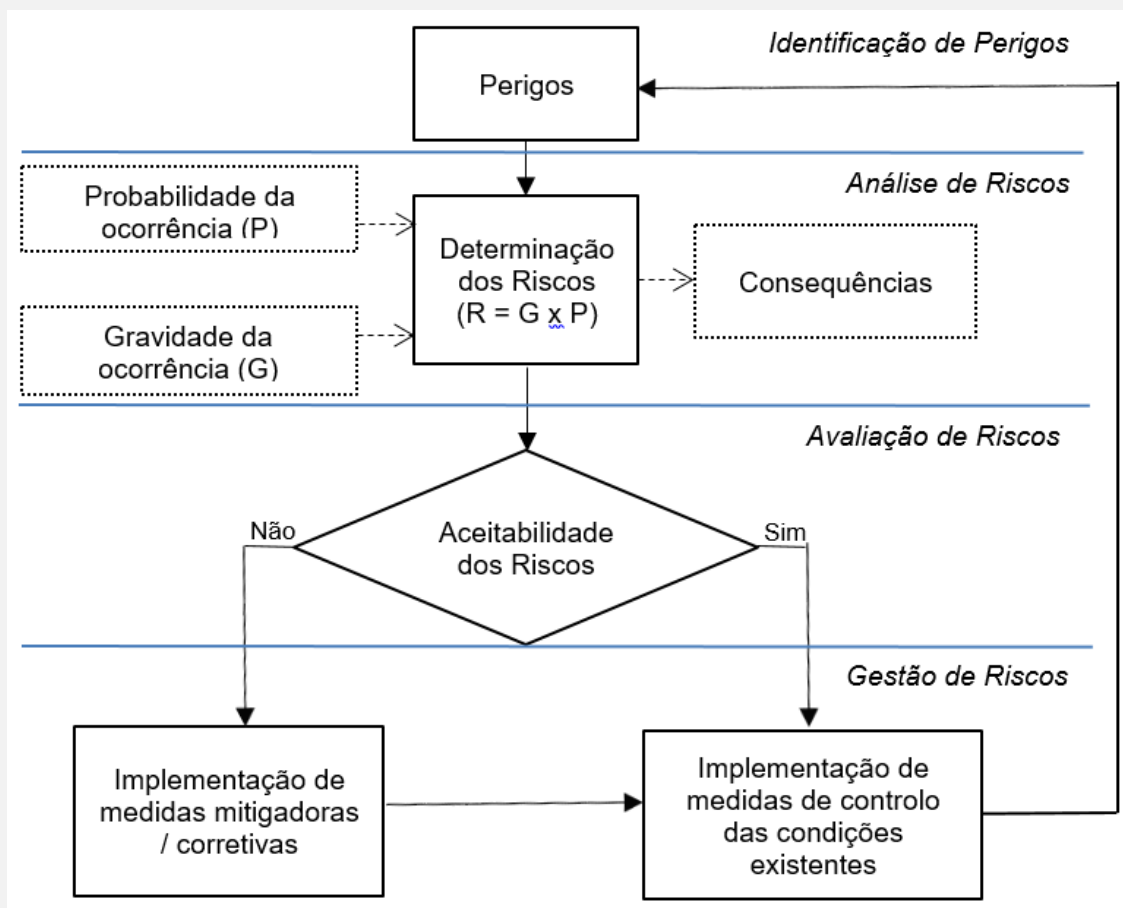 Identificação de Perigos
Perigos
Análise de Riscos
Probabilidade da
ocorrência (P)
Determinação
dos Riscos
(R = G x P)
Consequências
Gravidade da
ocorrência (G)
Avaliação de Riscos
Não
Aceitabilidade
dos Riscos
Sim
Gestão de Riscos
Implementação de
medidas mitigadoras
/ corretivas
Implementação de
medidas de controlo
das condições
existentes